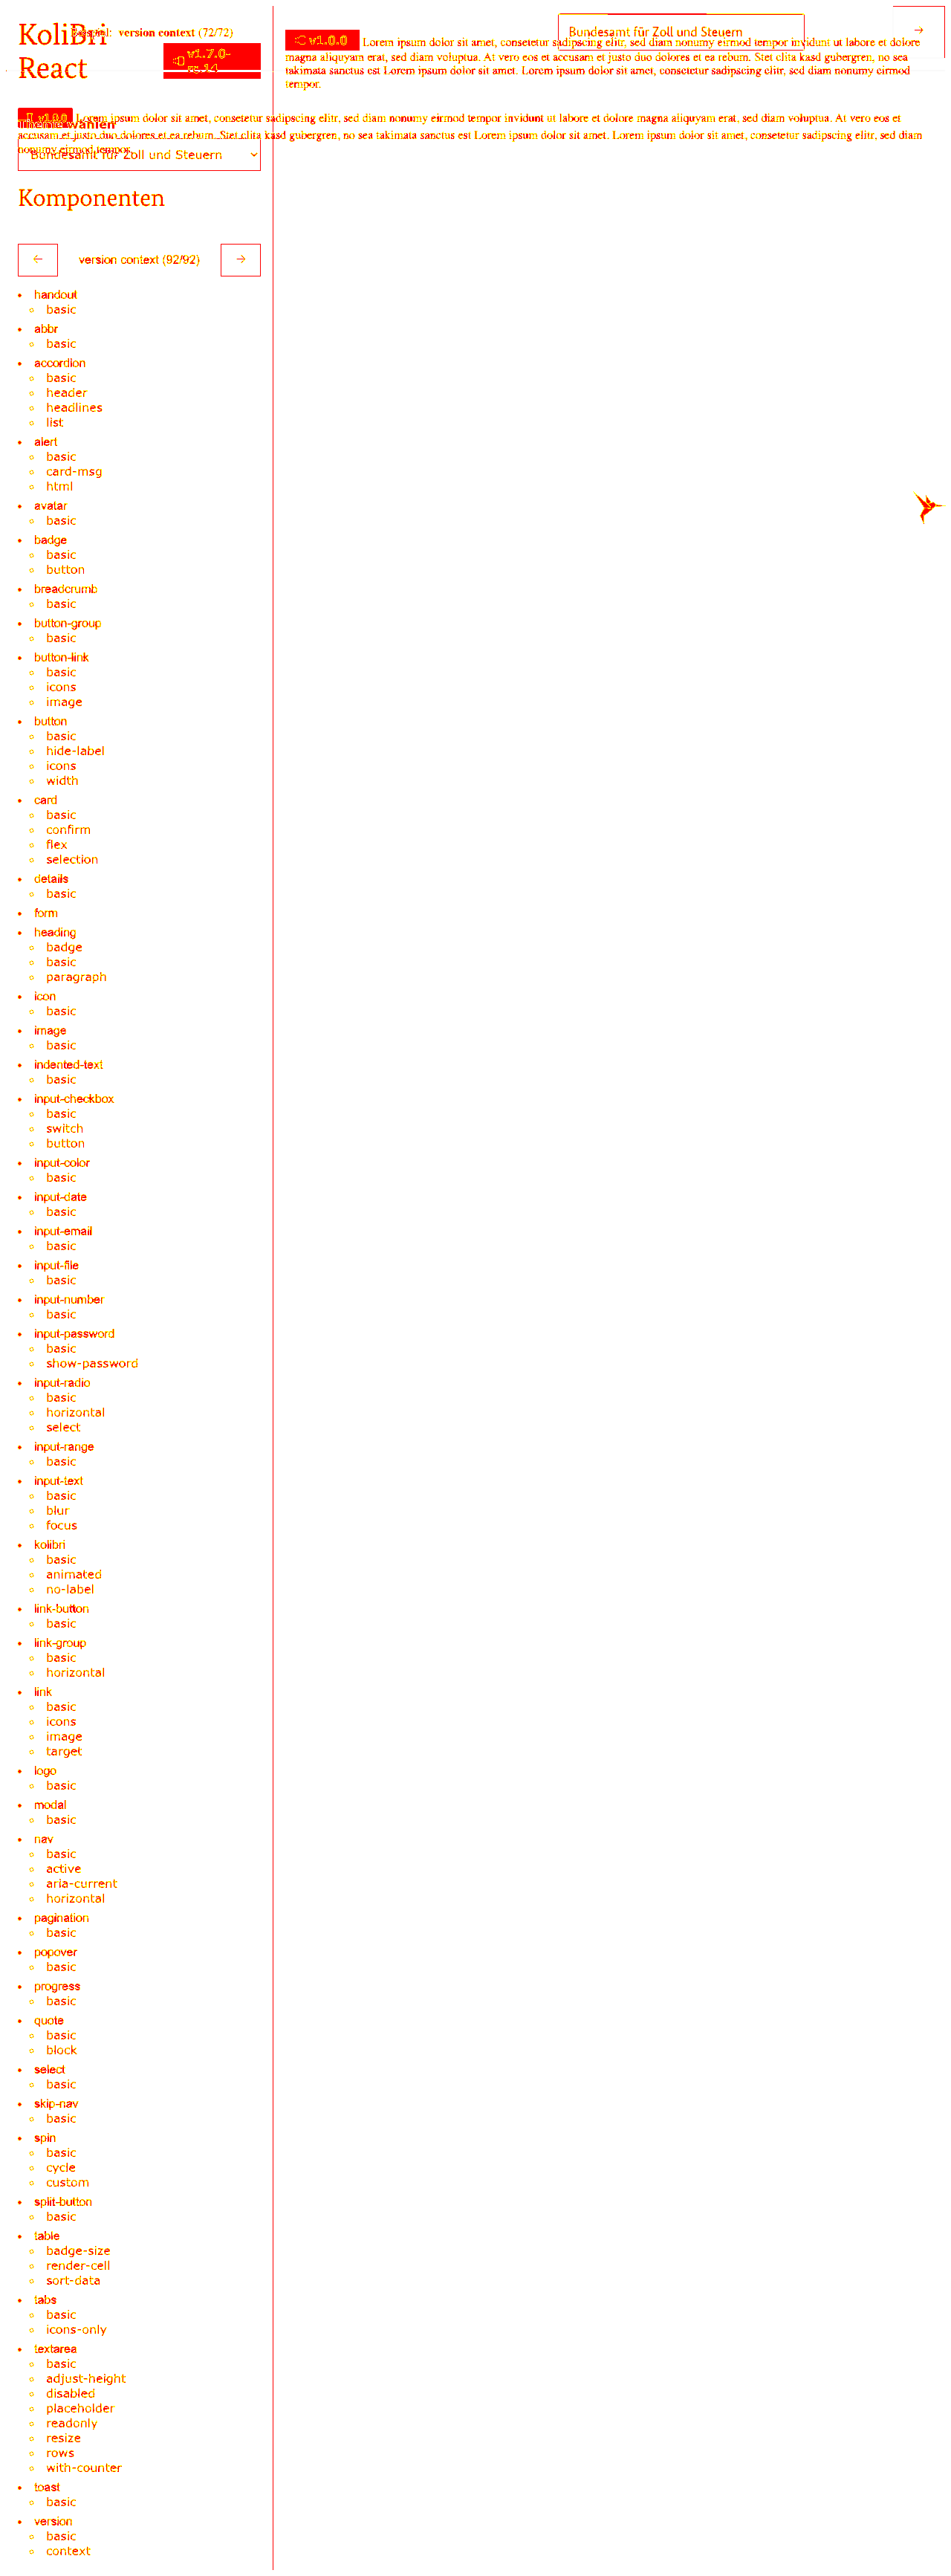 KoliBri
React
Beispiel: version context (72/72)
v1.7.0-
rc.14
Bundesamt für Zoll und Steuern
→
v1.0.0 Lorem ipsum dolor sit amet, consetetur sadipscing elitr, sed diam nonumy eirmod tempor invidunt ut labore et dolore
magna aliquyam erat, sed diam voluptua. At vero eos et accusam et justo duo dolores et ea rebum. Stet clita kasd gubergren, no sea
takimata sanctus est Lorem ipsum dolor sit amet. Lorem ipsum dolor sit amet, consetetur sadipscing elitr, sed diam nonumy eirmod
tempor.
v1.0.0 Lorem ipsum dolor sit amet, consetetur sadipscing elitr, sed diam nonumy eirmod tempor invidunt ut labore et dolore magna aliquyam erat, sed diam voluptua. At vero eos et
accusam et justo duo dolores et ea rebum. Stet clita kasd gubergren, no sea takimata sanctus est Lorem ipsum dolor sit amet. Lorem ipsum dolor sit amet, consetetur sadipscing elitr, sed diam
nonumy eirmod tempor.
Theme wählen
Bundesamt für Zoll und Steuern
Komponenten
← version context (92/92) →
handout
basic
abbr
basic
accordion
basic
header
headlines
list
alert
basic
card-msg
html
avatar
basic
badge
basic
button
breadcrumb
basic
button-group
basic
button-link
basic
icons
image
button
basic
hide-label
icons
width
card
basic
confirm
flex
selection
details
basic
form
heading
badge
basic
paragraph
icon
basic
image
basic
indented-text
basic
input-checkbox
basic
switch
button
input-color
basic
input-date
basic
input-email
basic
input-file
basic
input-number
basic
input-password
basic
show-password
input-radio
basic
horizontal
select
input-range
basic
input-text
basic
blur
focus
kolibri
basic
animated
no-label
link-button
basic
link-group
basic
horizontal
link
basic
icons
image
target
logo
basic
modal
basic
nav
basic
active
aria-current
horizontal
pagination
basic
popover
basic
progress
basic
quote
basic
block
select
basic
skip-nav
basic
spin
basic
cycle
custom
split-button
basic
table
badge-size
render-cell
sort-data
tabs
basic
icons-only
textarea
basic
adjust-height
disabled
placeholder
readonly
resize
rows
with-counter
toast
basic
version
basic
context